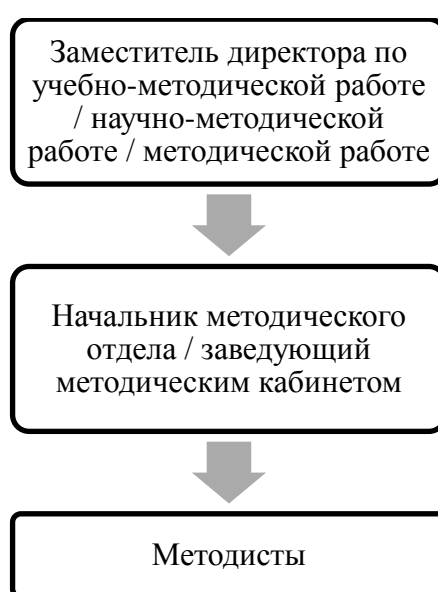 Заместитель директора по
учебно-методической работе
/ научно-методической
работе / методической работе
Начальник методического
отдела / заведующий
методическим кабинетом
Методисты